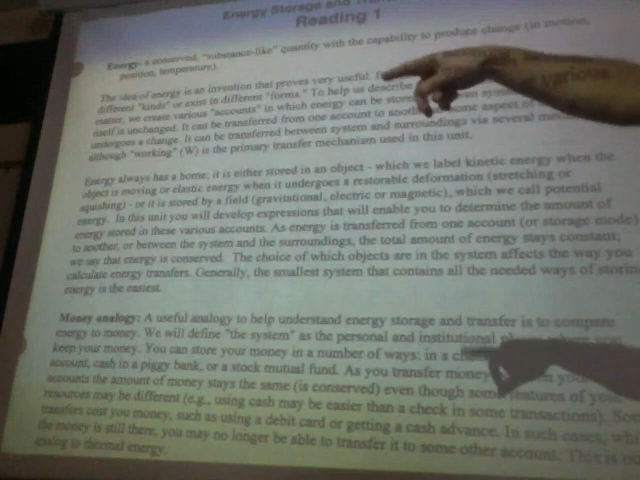 Energy Storage and
Reading 1
Energy: a conserved, "substance-like" quantity with the capability to produce change (in motion,
position, temperature).
The idea of energy is an invention that proves very useful.
different "kinds" or exist in different "forms." To help us describe
matter, we create various "accounts" in which energy can be
itself is unchanged. It can be transferred from one account to some aspect of
undergoes a change. It can be transferred between system and surroundings via several
although "working" (W) is the primary transfer mechanism used in this unit.
Energy always has a home; it is either stored in an object - which we label kinetic energy when the
object is moving or elastic energy when it undergoes a restorable deformation (stretching or
squashing) - or it is stored by a field (gravitational, electric or magnetic), which we call potential
energy. In this unit you will develop expressions that will enable you to determine the amount of
energy stored in these various accounts. As energy is transferred from one account (or storage mode)
to another, or between the system and the surroundings, the total amount of energy stays constant;
we say that energy is conserved. The choice of which objects are in the system affects the way you
calculate energy transfers. Generally, the smallest system that contains all the needed ways of
energy is the easiest.
Money analogy: A useful analogy to help understand energy storage and transfer is to compare
energy to money. We will define "the system" as the personal and institutional
keep your money. You can store your money in a number of ways: in a
account, cash in a piggy bank, or a stock mutual fund. As you transfer money
accounts the amount of money stays the same (is conserved) even though some features of
resources may be different (e.g., using cash may be easier than a check in some transactions).
transfers cost you money, such as using a debit card or getting a cash advance. In such cases,
the money is still there, you may no longer be able to transfer it to some other account. This is
analog to thermal energy.